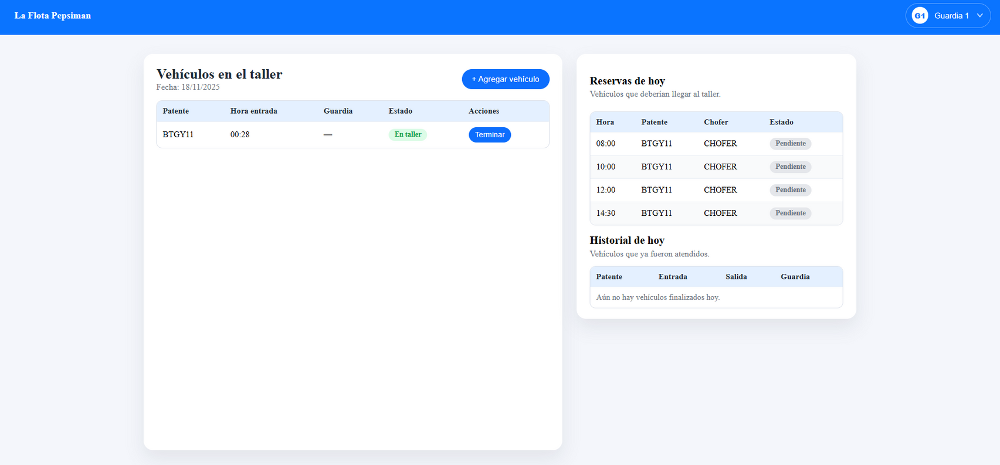 La Flota Pepsiman
G1 Guardia 1
Vehículos en el taller
Fecha: 18/11/2025
+ Agregar vehículo
Patente Hora entrada Guardia Estado Acciones
BTGY11 00:28 — En taller Terminar
Reservas de hoy
Vehículos que deberían llegar al taller.
Hora Patente Chofer Estado
08:00 BTGY11 CHOFER Pendiente
10:00 BTGY11 CHOFER Pendiente
12:00 BTGY11 CHOFER Pendiente
14:30 BTGY11 CHOFER Pendiente
Historial de hoy
Vehículos que ya fueron atendidos.
Patente Entrada Salida Guardia
Aún no hay vehículos finalizados hoy.